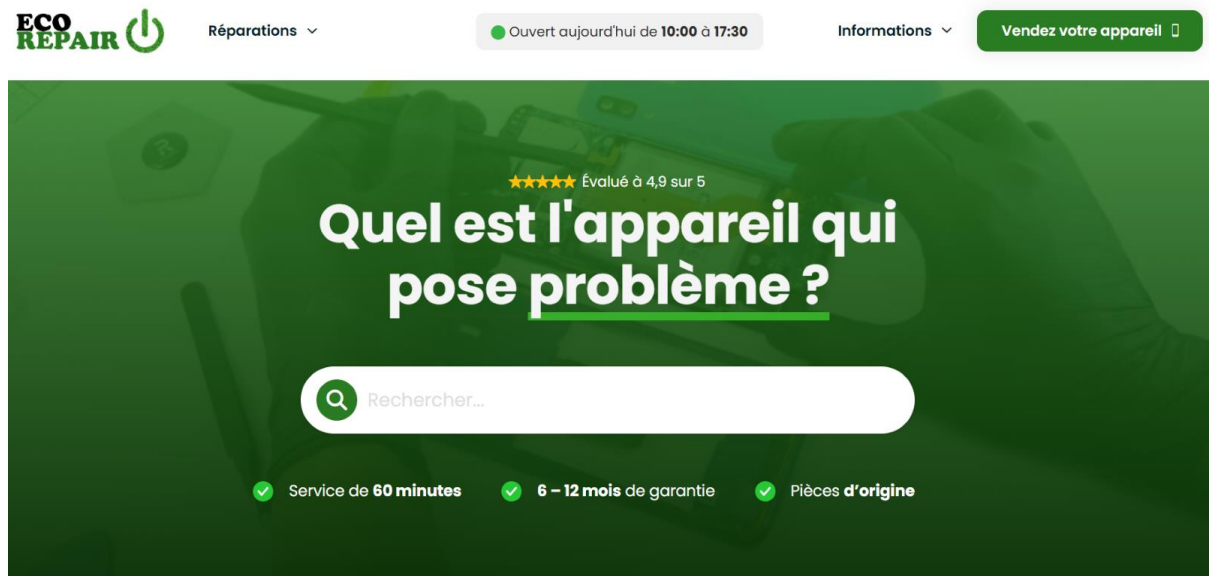 ECO
REPAIR
Réparations
Ouvert aujourd'hui de 10:00 à 17:30
Informations
Vendez votre appareil
Évalué à 4,9 sur 5
Quel est l'appareil qui
pose problème ?
Rechercher...
Service de 60 minutes
6 – 12 mois de garantie
Pièces d’origine